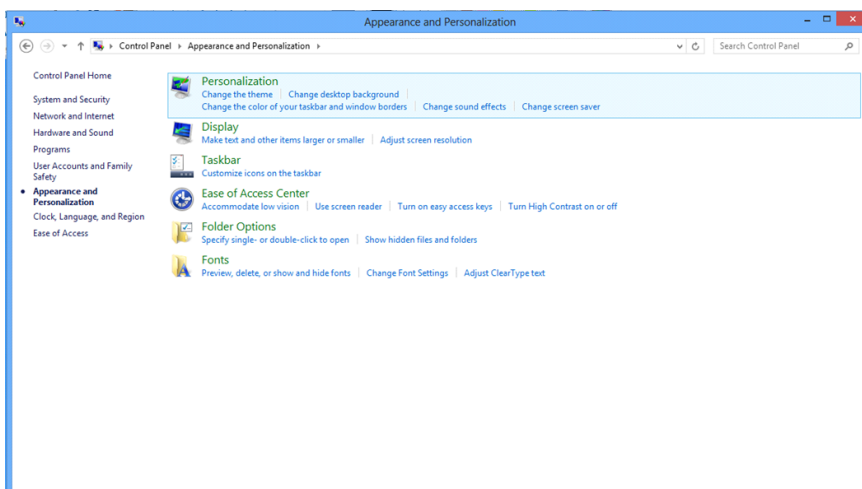 Appearance and Personalization
Control Panel Appearance and Personalization
Search Control Panel
Control Panel Home
System and Security
Network and Internet
Hardware and Sound
Programs
User Accounts and Family
Safety
Appearance and
Personalization
Clock, Language, and Region
Ease of Access
Personalization
Change the theme Change desktop background
Change the color of your taskbar and window borders Change sound effects Change screen saver
Display
Make text and other items larger or smaller Adjust screen resolution
Taskbar
Customize icons on the taskbar
Ease of Access Center
Accommodate low vision Use screen reader Turn on easy access keys Turn High Contrast on or off
Folder Options
Specify single- or double-click to open Show hidden files and folders
Fonts
Preview, delete, or show and hide fonts Change Font Settings Adjust ClearType text